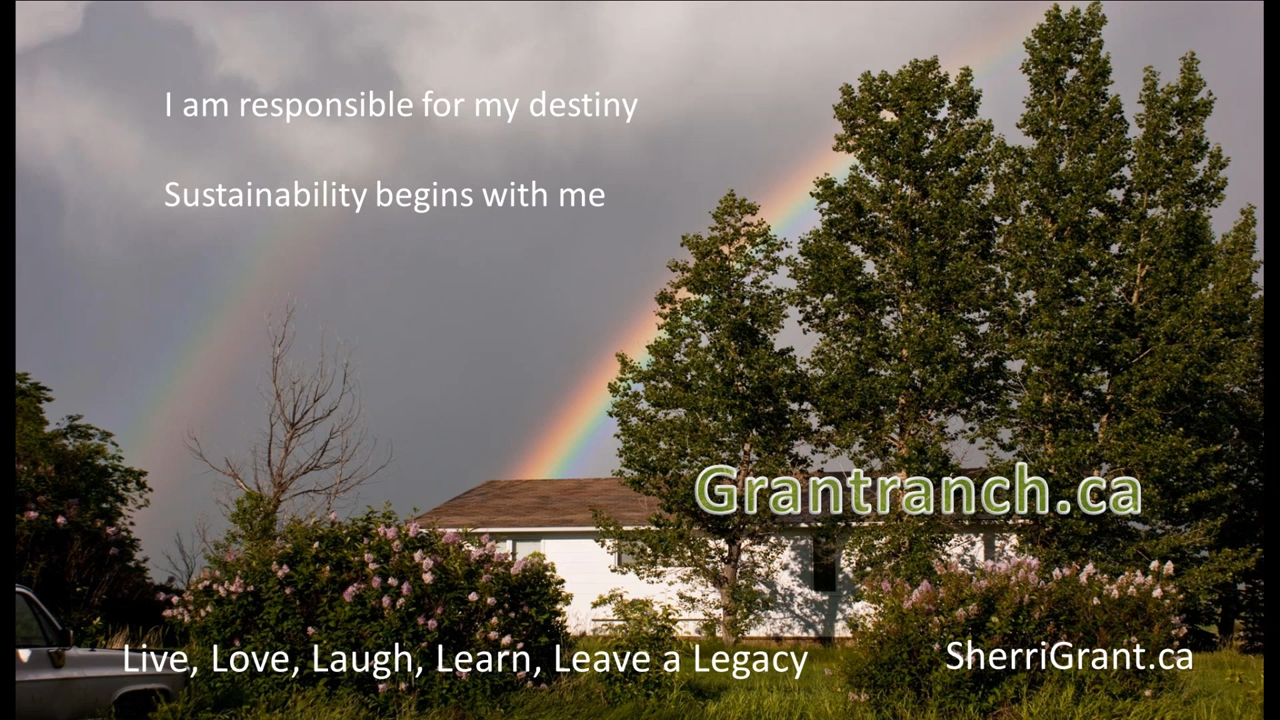 I am responsible for my destiny
Sustainability begins with me
Grantranch.ca
Live, Love, Laugh, Learn, Leave a Legacy
SherriGrant.ca